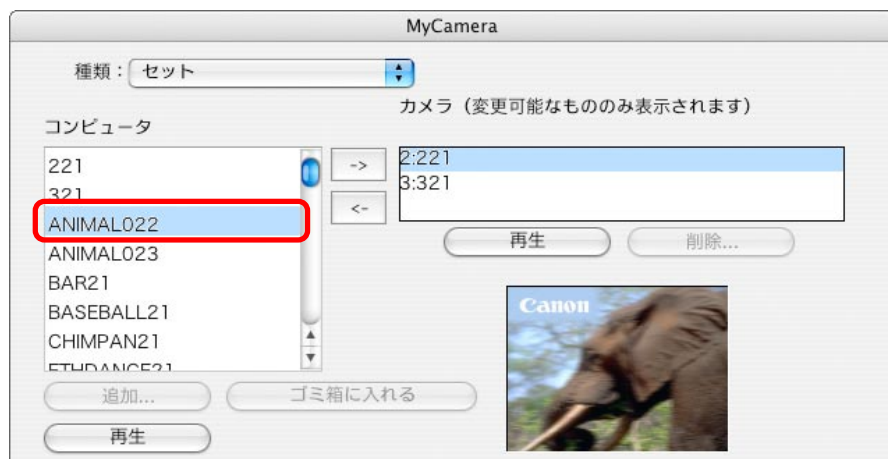 MyCamera
種類： セット
コンピュータ
カメラ（変更可能なもののみ表示されます）
221
321
ANIMAL022
ANIMAL023
BAR21
BASEBALL21
CHIMPAN21
ETHDANCE21
->
<-
2:221
3:321
再生
削除...
Canon
追加...
ゴミ箱に入れる
再生